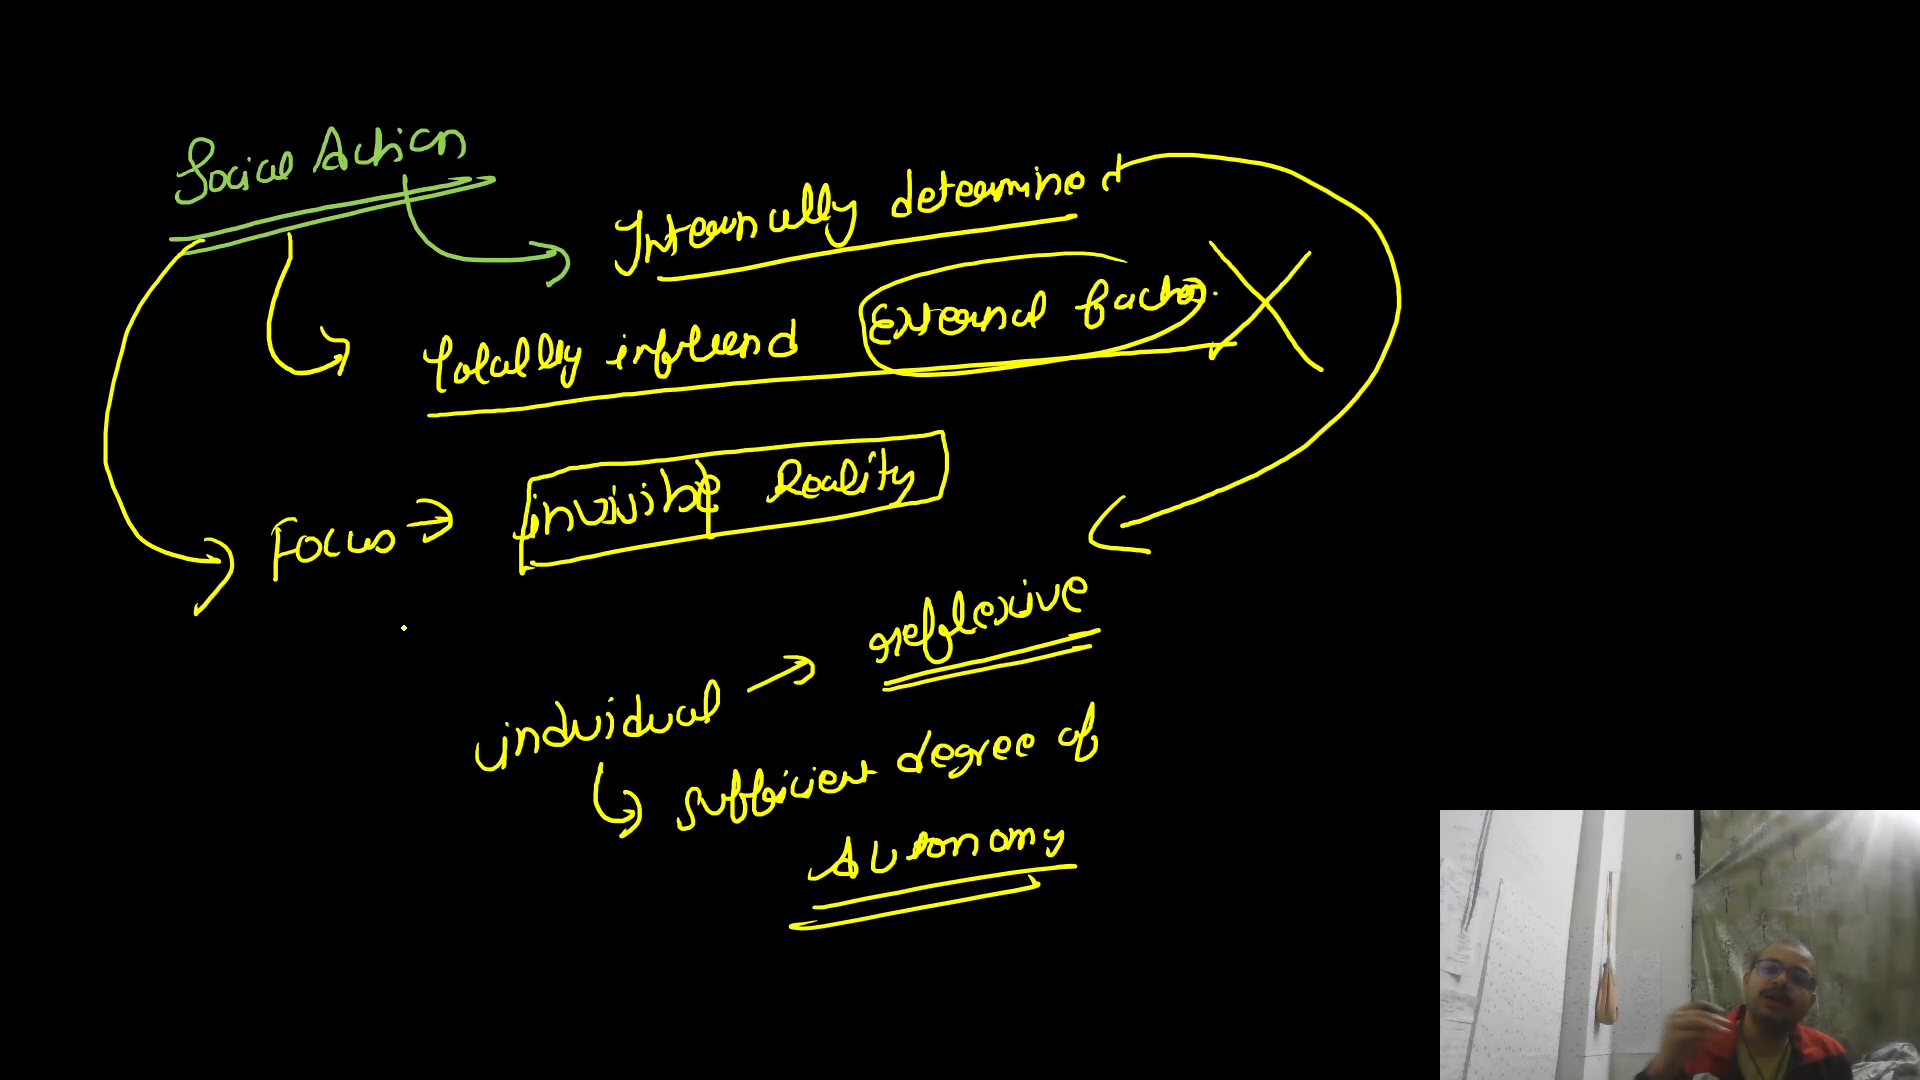 Social Action
Internally determined
Totally influend External factor.
Focus → invisible Reality
individual → reflexive
sufficient degree of
Autonomy